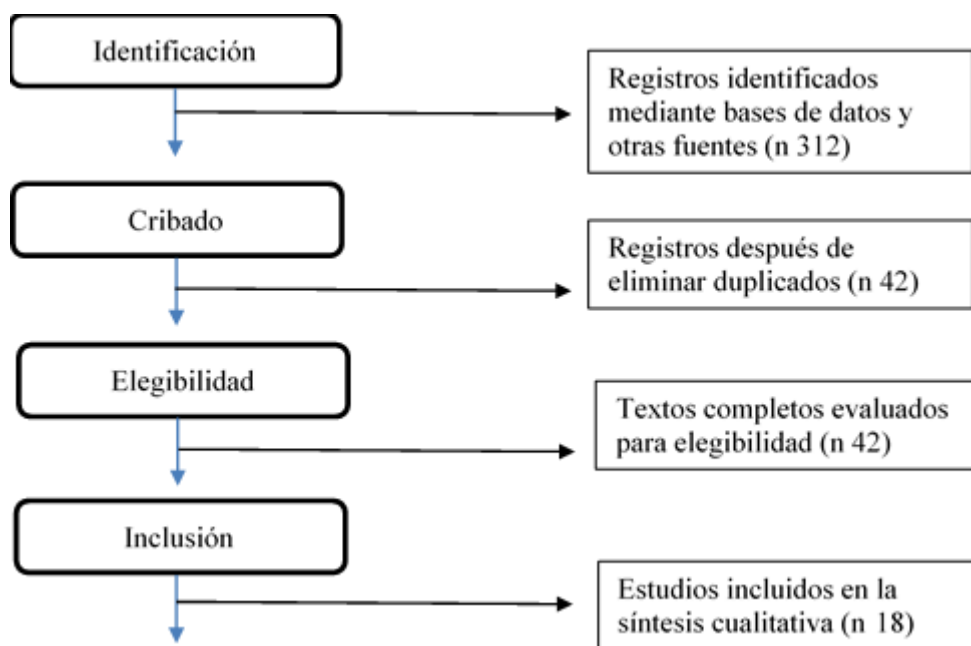 Identificación
Registros identificados
mediante bases de datos y
otras fuentes (n 312)
Cribado
Registros después de
eliminar duplicados (n 42)
Elegibilidad
Textos completos evaluados
para elegibilidad (n 42)
Inclusión
Estudios incluidos en la
síntesis cualitativa (n 18)